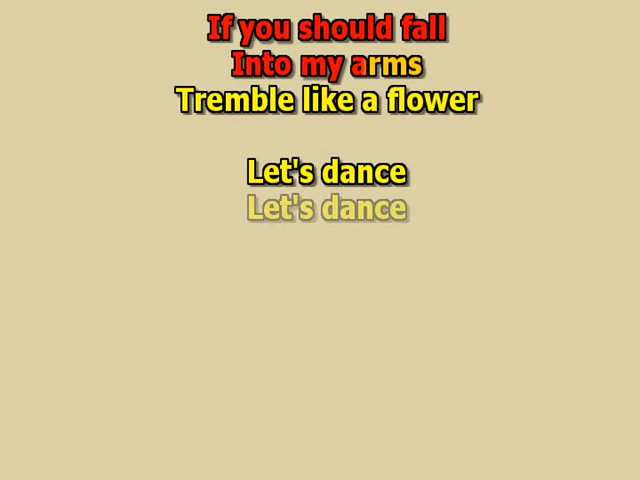 If you should fall
Into my arms
Tremble like a flower
Let's dance
Let's dance